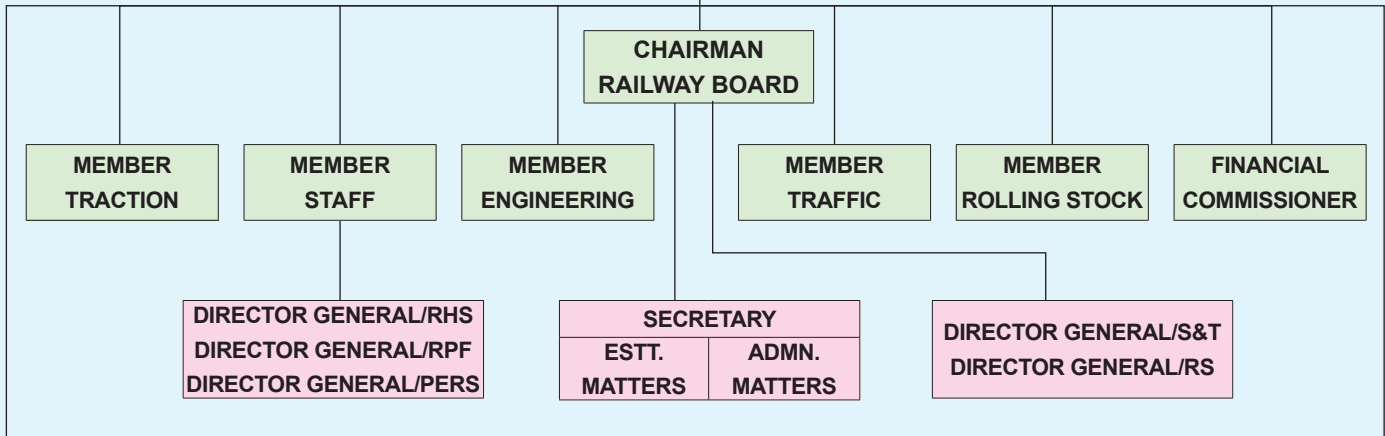 CHAIRMAN
RAILWAY BOARD
MEMBER
TRACTION
MEMBER
STAFF
MEMBER
ENGINEERING
MEMBER
TRAFFIC
MEMBER
ROLLING STOCK
FINANCIAL
COMMISSIONER
DIRECTOR GENERAL/RHS
DIRECTOR GENERAL/RPF
DIRECTOR GENERAL/PERS
SECRETARY
ESTT.
MATTERS
ADMN.
MATTERS
DIRECTOR GENERAL/S&T
DIRECTOR GENERAL/RS